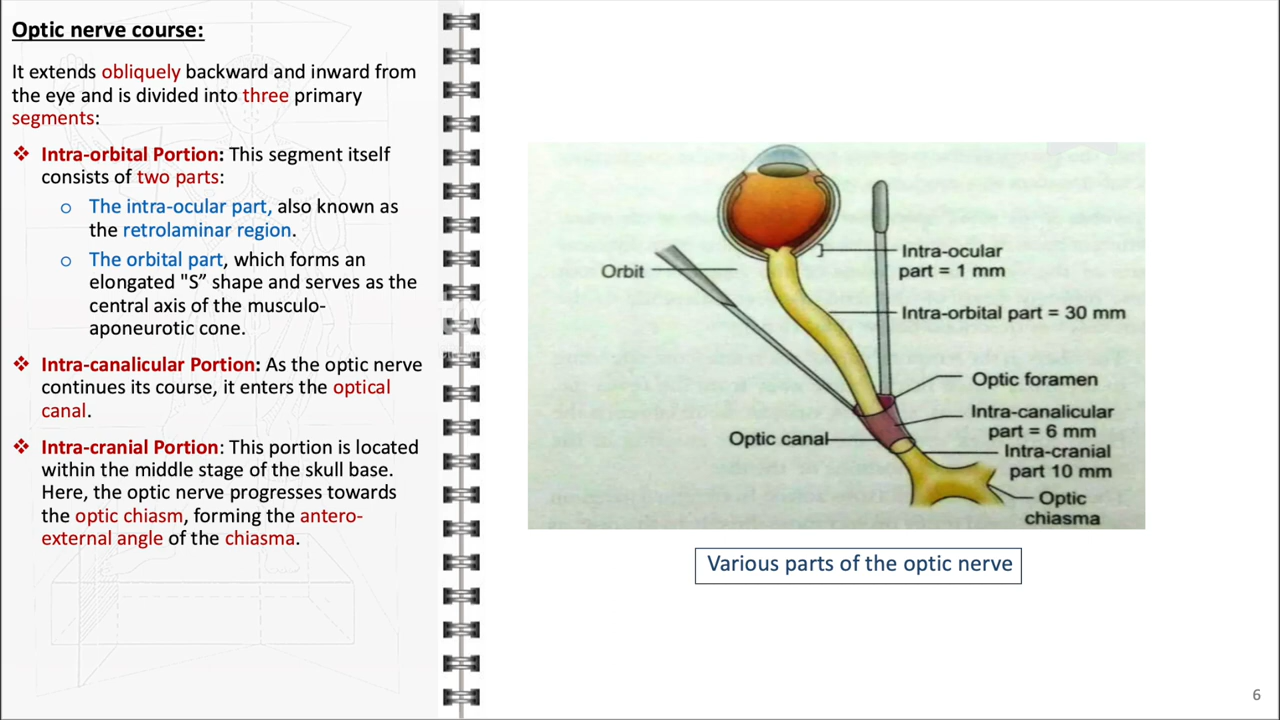 Optic nerve course:
It extends obliquely backward and inward from
the eye and is divided into three primary
segments:
❖ Intra-orbital Portion: This segment itself
consists of two parts:
o The intra-ocular part, also known as
the retrolaminar region.
o The orbital part, which forms an
elongated "S” shape and serves as the
central axis of the musculo-
aponeurotic cone.
❖ Intra-canalicular Portion: As the optic nerve
continues its course, it enters the optical
canal.
❖ Intra-cranial Portion: This portion is located
within the middle stage of the skull base.
Here, the optic nerve progresses towards
the optic chiasm, forming the antero-
external angle of the chiasma.
Orbit
Intra-ocular
part = 1 mm
Intra-orbital part = 30 mm
Optic foramen
Intra-canalicular
part = 6 mm
Optic canal
Intra-cranial
part 10 mm
Optic
chiasma
Various parts of the optic nerve
6